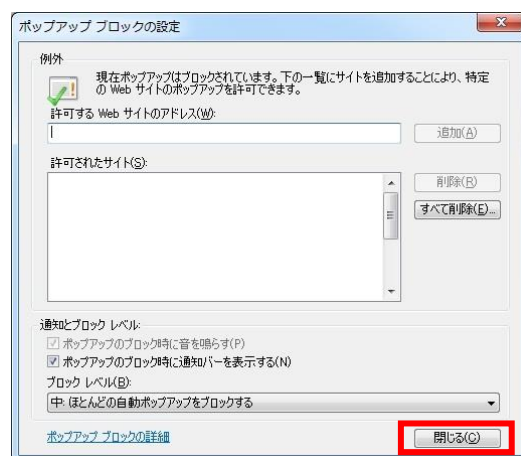 ポップアップ ブロックの設定
例外
現在ポップアップはブロックされています。下の一覧にサイトを追加することにより、特定
の Web サイトのポップアップを許可できます。
許可する Web サイトのアドレス(W):
追加(A)
許可されたサイト(S):
削除(R)
すべて削除(E)...
通知とブロック レベル:
ポップアップのブロック時に音を鳴らす(P)
ポップアップのブロック時に通知バーを表示する(N)
ブロック レベル(B):
中: ほとんどの自動ポップアップをブロックする
ポップアップ ブロックの詳細
閉じる(C)